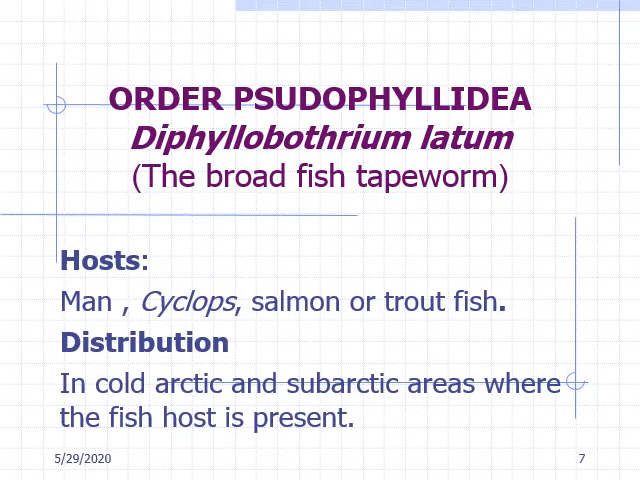 ORDER PSUDOPHYLLIDEA
Diphyllobothrium latum
(The broad fish tapeworm)
Hosts:
Man , Cyclops, salmon or trout fish.
Distribution
In cold arctic and subarctic areas where
the fish host is present.
5/29/2020 7